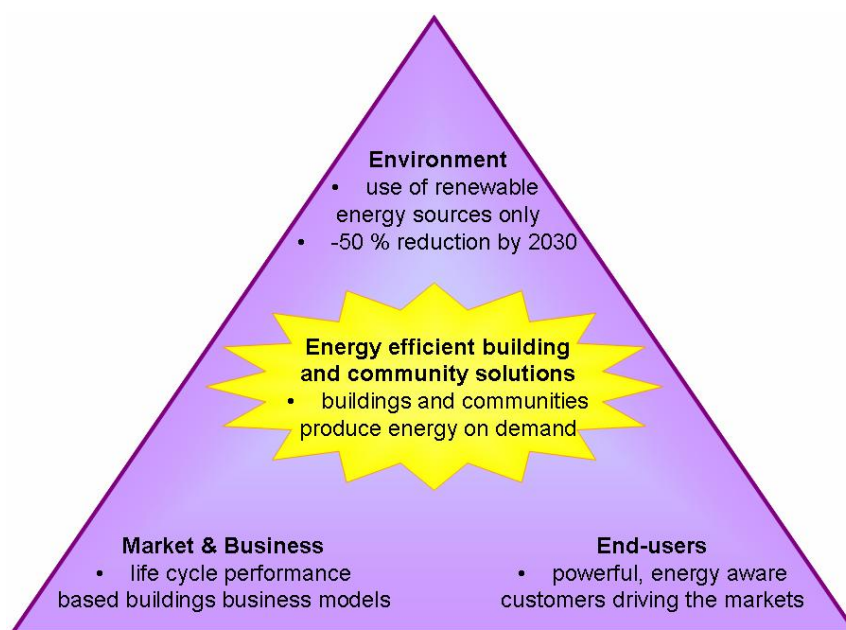 Environment
• use of renewable
energy sources only
• -50 % reduction by 2030
Energy efficient building
and community solutions
• buildings and communities
produce energy on demand
Market & Business
• life cycle performance
based buildings business models
End-users
• powerful, energy aware
customers driving the markets